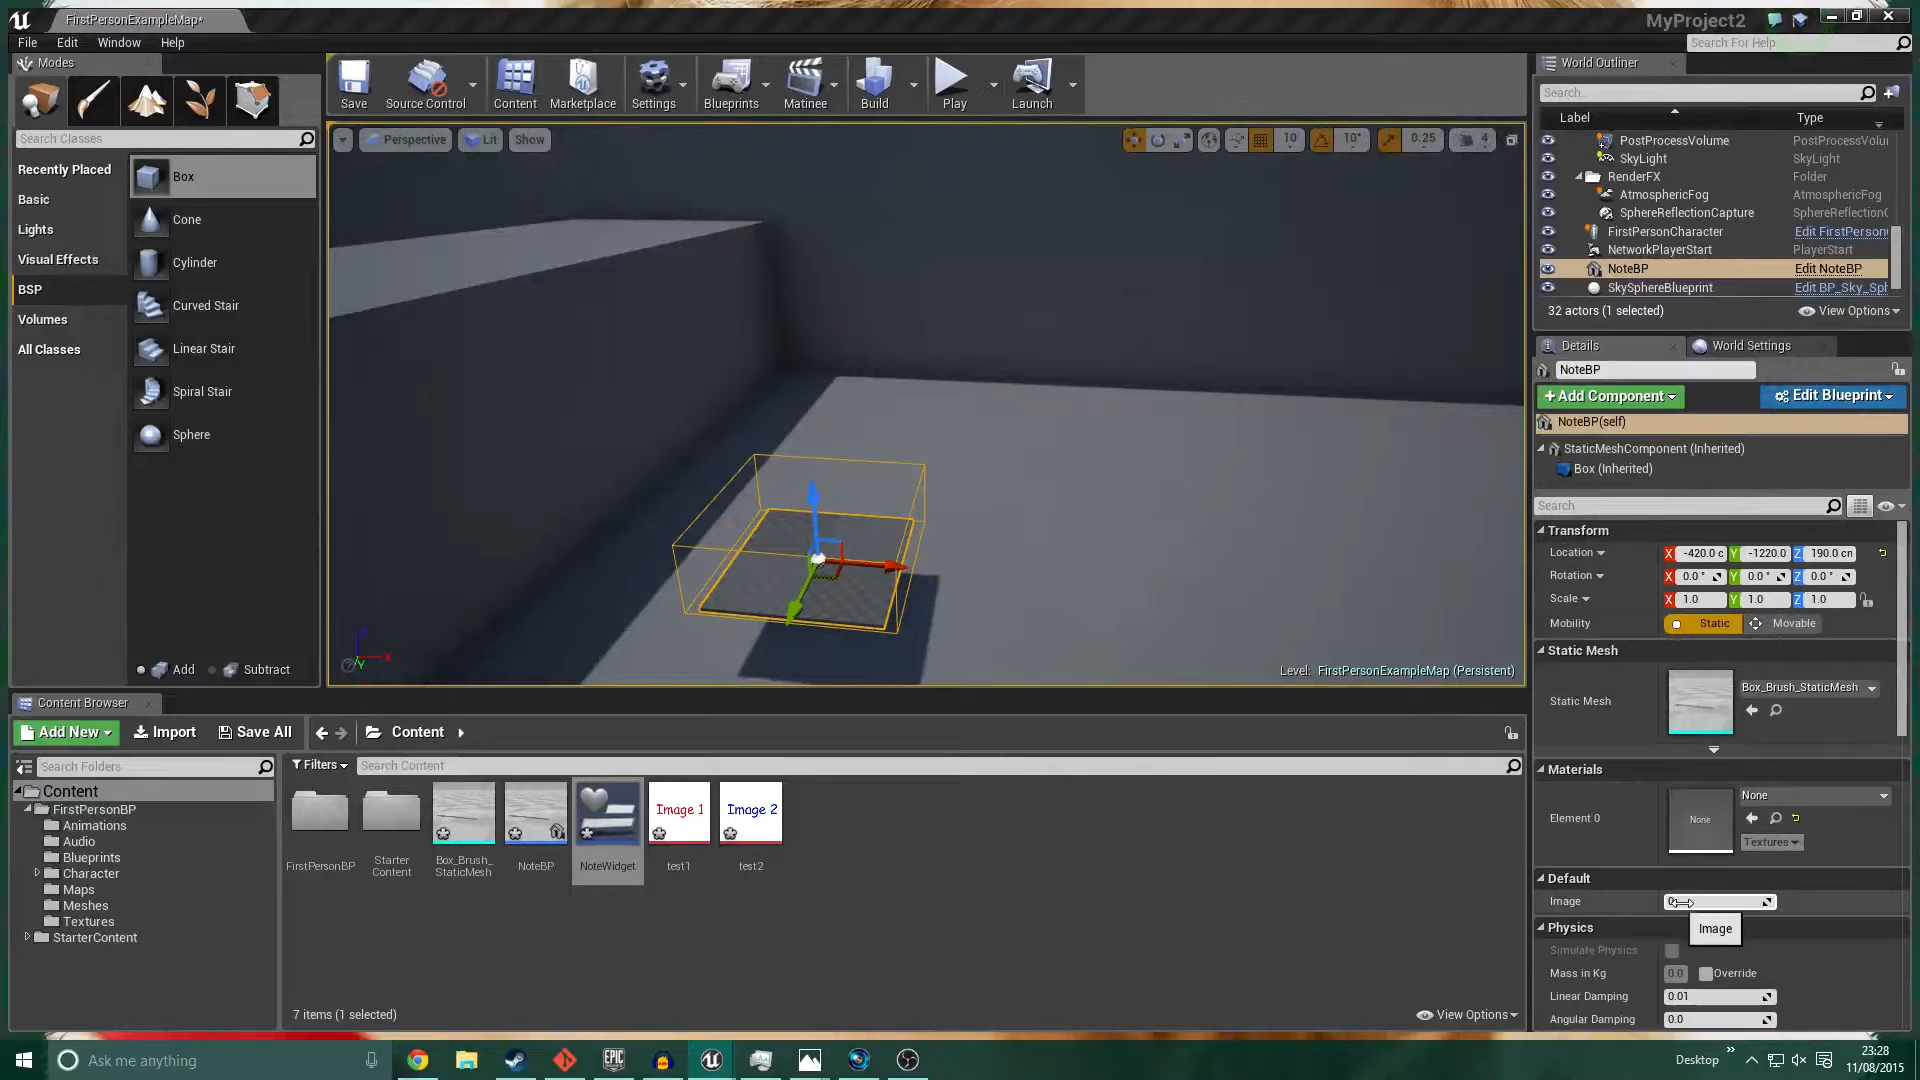 FirstPersonExampleMap*
MyProject2
File Edit Window Help
Search For Help
Modes
Search Classes
Recently Placed
Basic
Lights
Visual Effects
BSP
Volumes
All Classes
Box
Cone
Cylinder
Curved Stair
Linear Stair
Spiral Stair
Sphere
Add Subtract
Save Source Control Content Marketplace Settings Blueprints Matinee Build Play Launch
Perspective Lit Show
10 10° 0.25 4
Level: FirstPersonExampleMap (Persistent)
World Outliner
Search...
Label Type
PostProcessVolume PostProcessVolu
SkyLight SkyLight
RenderFX Folder
AtmosphericFog AtmosphericFog
SphereReflectionCapture SphereReflectionC
FirstPersonCharacter Edit FirstPerson
NetworkPlayerStart PlayerStart
NoteBP Edit NoteBP
SkySphereBlueprint Edit BP_Sky_Sph
32 actors (1 selected) View Options
Details World Settings
NoteBP
+Add Component Edit Blueprint
NoteBP(self)
StaticMeshComponent (Inherited)
Box (Inherited)
Search
Transform
Location X -420.0 c Y -1220.0 Z 190.0 cm
Rotation X 0.0 ° Y 0.0 ° Z 0.0 °
Scale X 1.0 Y 1.0 Z 1.0
Mobility Static Movable
Static Mesh
Static Mesh Box_Brush_StaticMesh
Materials
Element 0 None None
Textures
Default
Image
Image
Physics
Simulate Physics
Mass in Kg 0.0 Override
Linear Damping 0.01
Angular Damping 0.0
Content Browser
Add New Import Save All Content
Search Folders
Content
FirstPersonBP
Animations
Audio
Blueprints
Character
Maps
Meshes
Textures
StarterContent
Filters Search Content
Image 1 Image 2
FirstPersonBP Starter Content Box_Brush_StaticMesh NoteBP NoteWidget test1 test2
7 items (1 selected) View Options
Ask me anything
EPIC
Desktop
23:28
11/08/2015